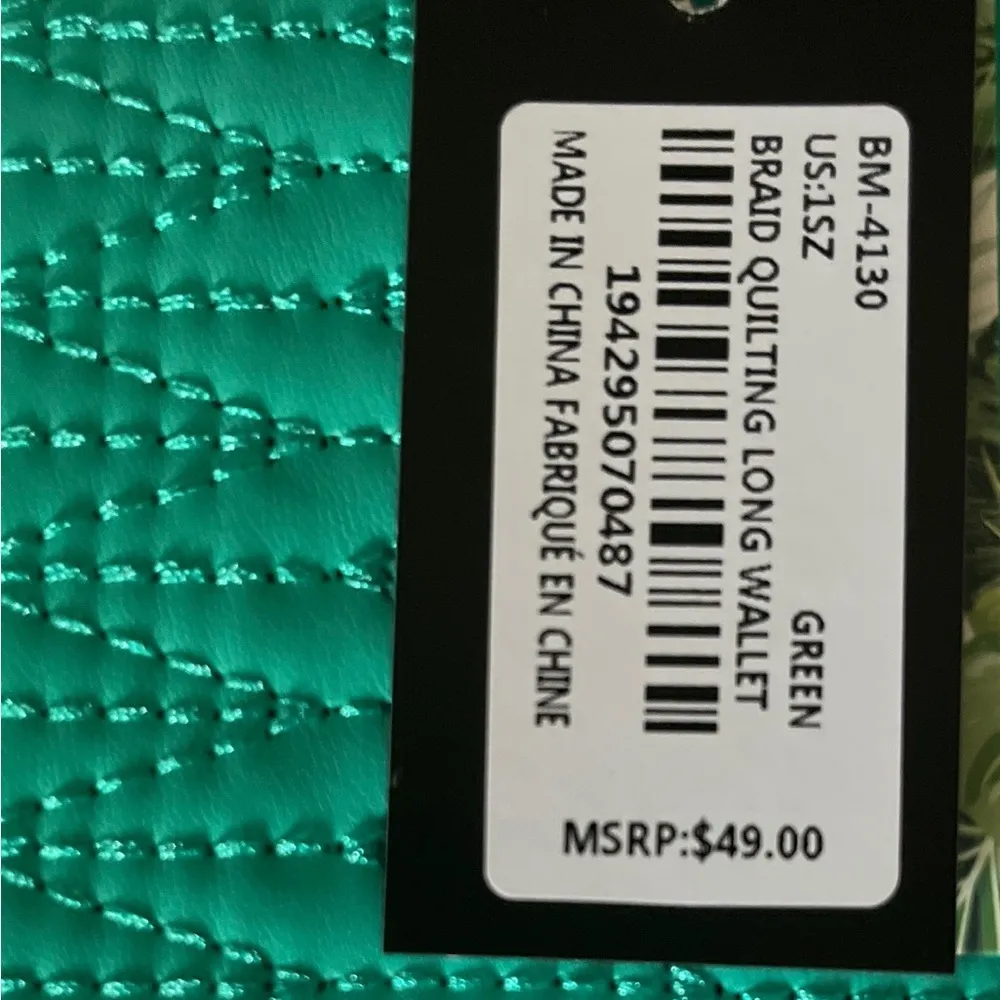 BM-4130
US:1SZ GREEN
BRAID QUILTING LONG WALLET
194295070487
MADE IN CHINA FABRIQUÉ EN CHINE
MSRP:$49.00